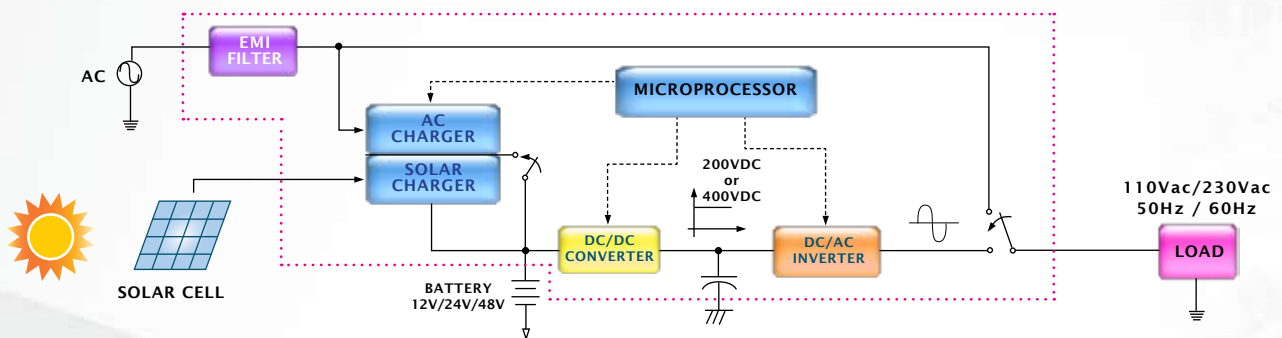 EMI
FILTER
AC
MICROPROCESSOR
AC
CHARGER
SOLAR
CHARGER
200VDC
or
400VDC
110Vac/230Vac
50Hz / 60Hz
DC/DC
CONVERTER
DC/AC
INVERTER
LOAD
SOLAR CELL
BATTERY
12V/24V/48V